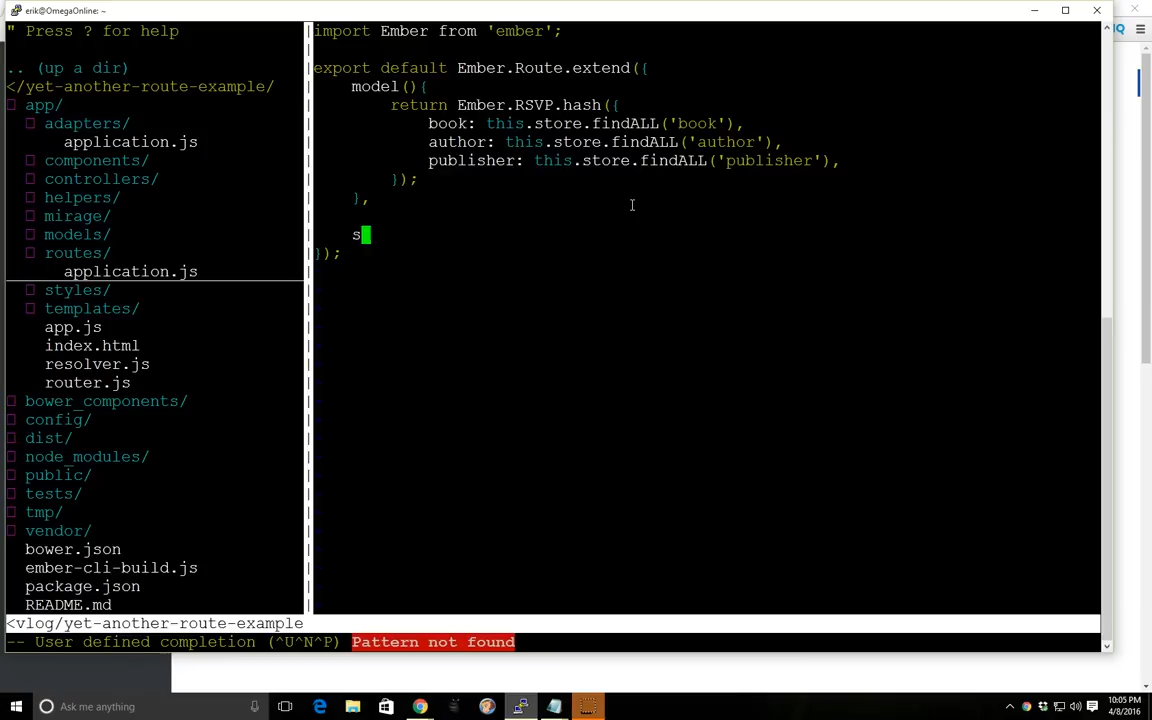 erik@OmegaOnline: ~
" Press ? for help
.. (up a dir)
</yet-another-route-example/
app/
adapters/
application.js
components/
controllers/
helpers/
mirage/
models/
routes/
application.js
styles/
templates/
app.js
index.html
resolver.js
router.js
bower_components/
config/
dist/
node_modules/
public/
tests/
tmp/
vendor/
bower.json
ember-cli-build.js
package.json
README.md
<vlog/yet-another-route-example
import Ember from 'ember';
export default Ember.Route.extend({
model(){
return Ember.RSVP.hash({
book: this.store.findALL('book'),
author: this.store.findALL('author'),
publisher: this.store.findALL('publisher'),
});
},
s
});
-- User defined completion (^U^N^P) Pattern not found
Ask me anything
10:05 PM
4/8/2016